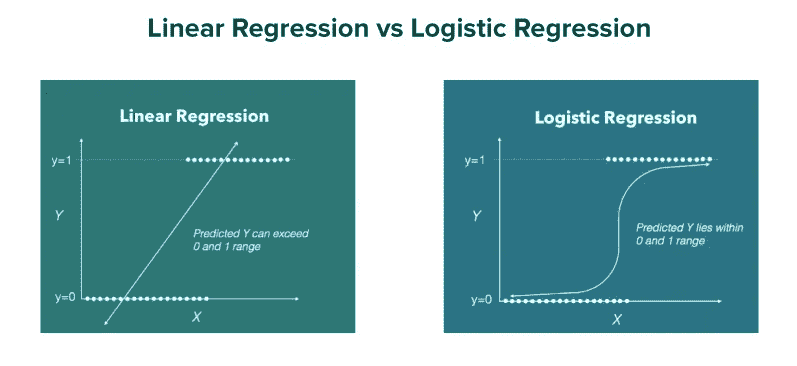 Linear Regression vs Logistic Regression
Linear Regression
y=1
Y
Predicted Y can exceed
0 and 1 range
y=0
X
Logistic Regression
y=1
Y
Predicted Y lies within
0 and 1 range
y=0
X